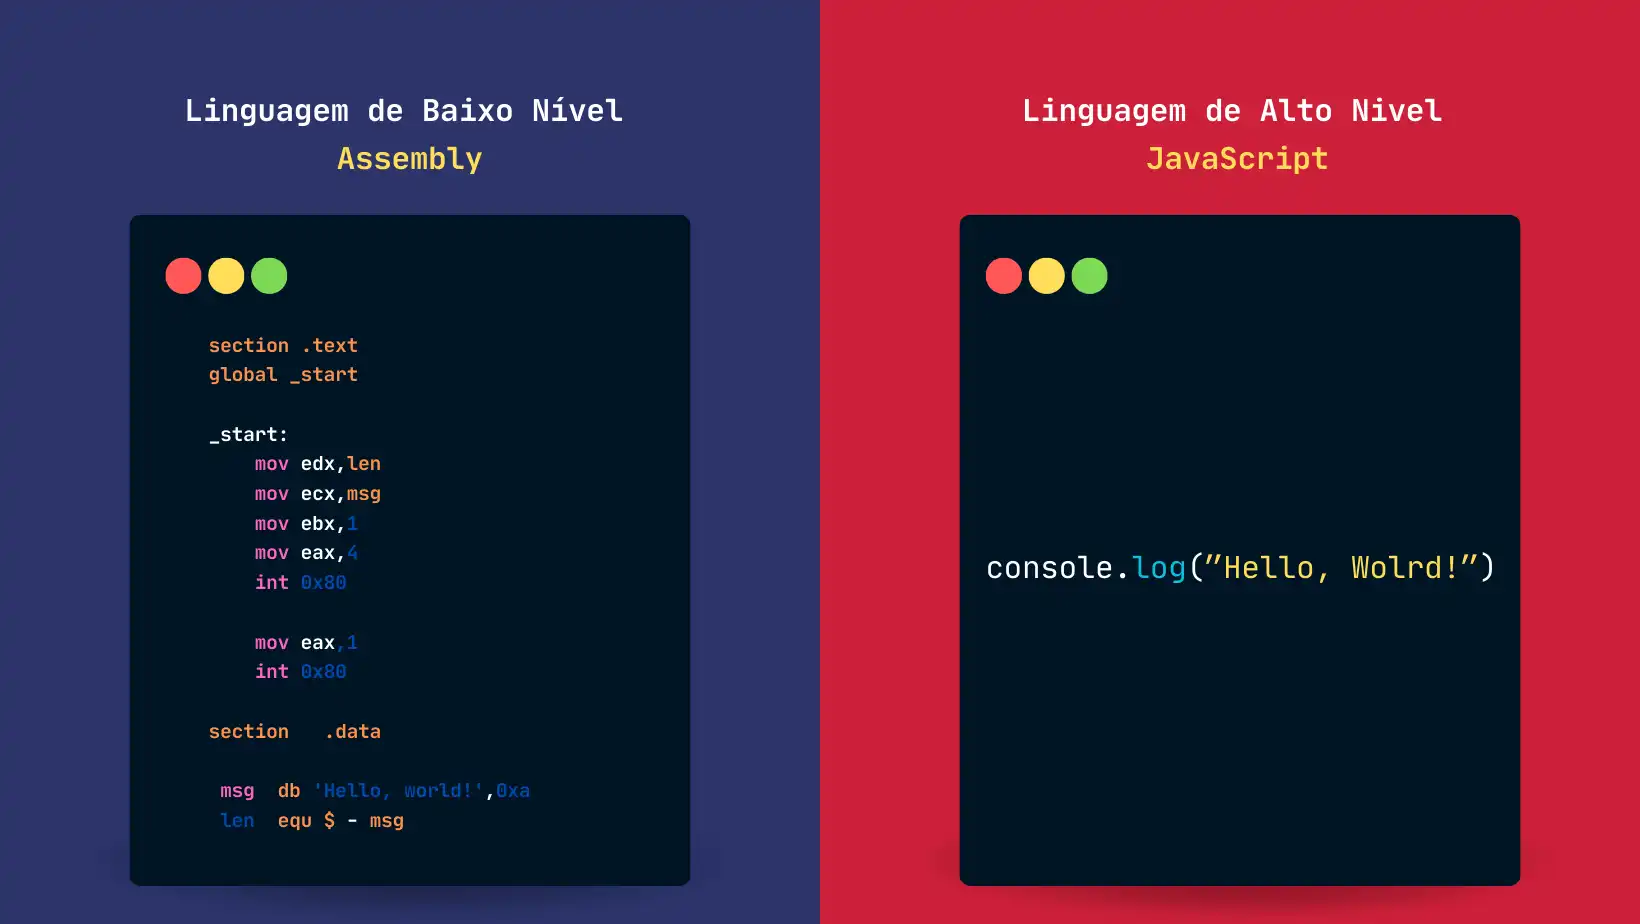 Linguagem de Baixo Nível
Assembly
section .text
global _start
_start:
mov edx,len
mov ecx,msg
mov ebx,1
mov eax,4
int 0x80
mov eax,1
int 0x80
section .data
msg db 'Hello, world!',0xa
len equ $ - msg
Linguagem de Alto Nivel
JavaScript
console.log(”Hello, Wolrd!”)